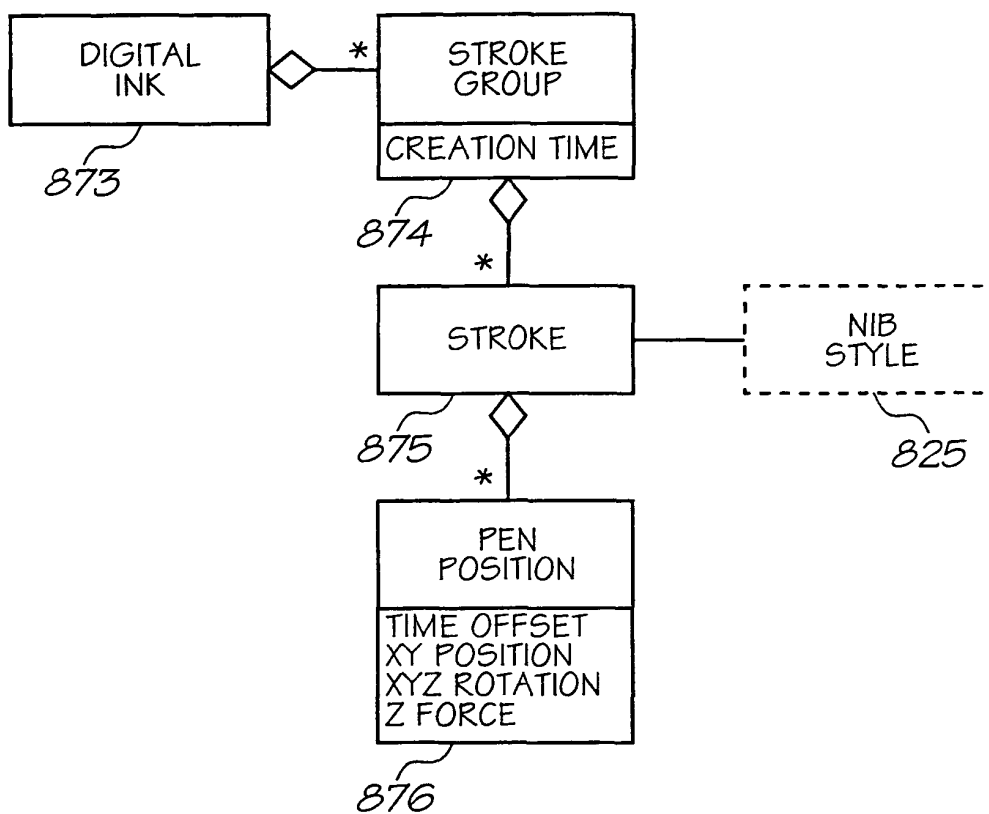 DIGITAL
INK
873
*
STROKE
GROUP
CREATION TIME
874
*
STROKE
875
NIB
STYLE
825
*
PEN
POSITION
TIME OFFSET
XY POSITION
XYZ ROTATION
Z FORCE
876